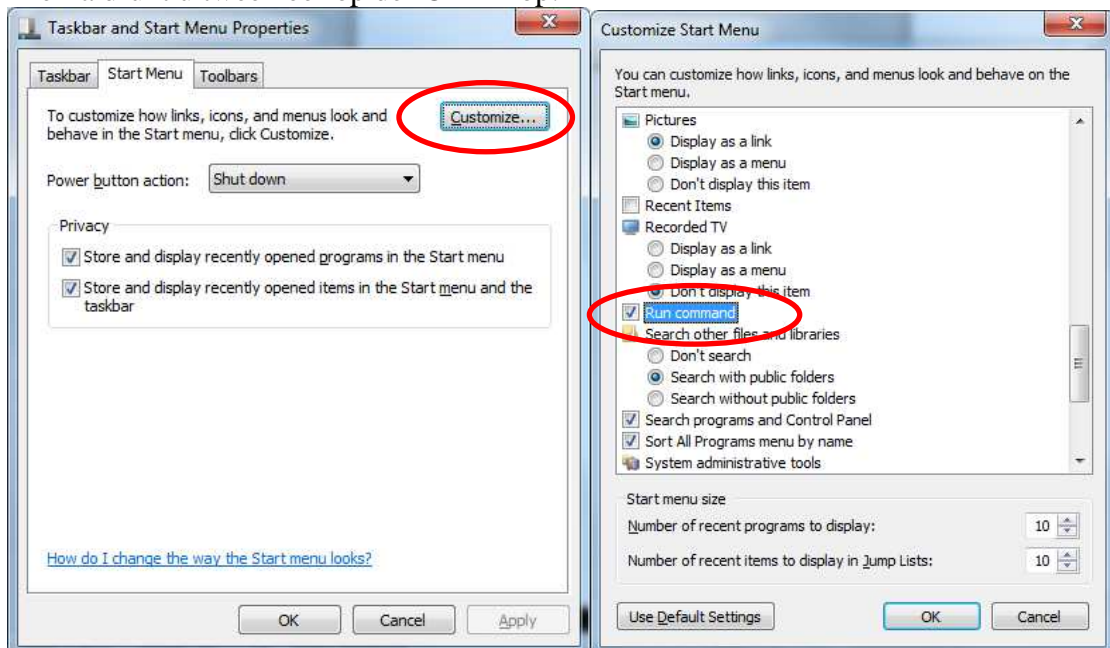 Taskbar and Start Menu Properties
Taskbar Start Menu Toolbars
To customize how links, icons, and menus look and
behave in the Start menu, click Customize.
Customize...
Power button action: Shut down
Privacy
Store and display recently opened programs in the Start menu
Store and display recently opened items in the Start menu and the
taskbar
How do I change the way the Start menu looks?
OK Cancel Apply
Customize Start Menu
You can customize how links, icons, and menus look and behave on the
Start menu.
Pictures
Display as a link
Display as a menu
Don't display this item
Recent Items
Recorded TV
Display as a link
Display as a menu
Don't display this item
Run command
Search other files and libraries
Don't search
Search with public folders
Search without public folders
Search programs and Control Panel
Sort All Programs menu by name
System administrative tools
Start menu size
Number of recent programs to display: 10
Number of recent items to display in Jump Lists: 10
Use Default Settings OK Cancel